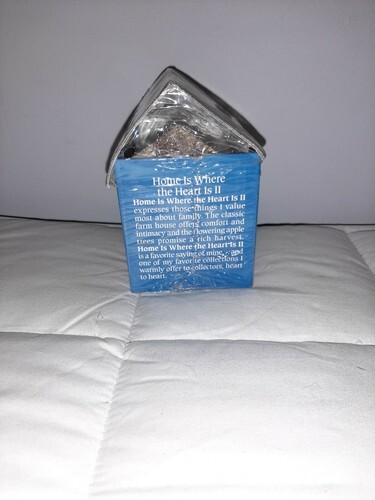 Home Is Where
the Heart Is II
Home Is Where the Heart Is II
expresses those things I value
most about family. The classic
farm house offers comfort and
intimacy and the flowering apple
trees promise a rich harvest.
Home Is Where the Heart Is II
is a favorite saying of mine, and
one of my favorite collections I
warmly offer to collectors, heart
to heart.